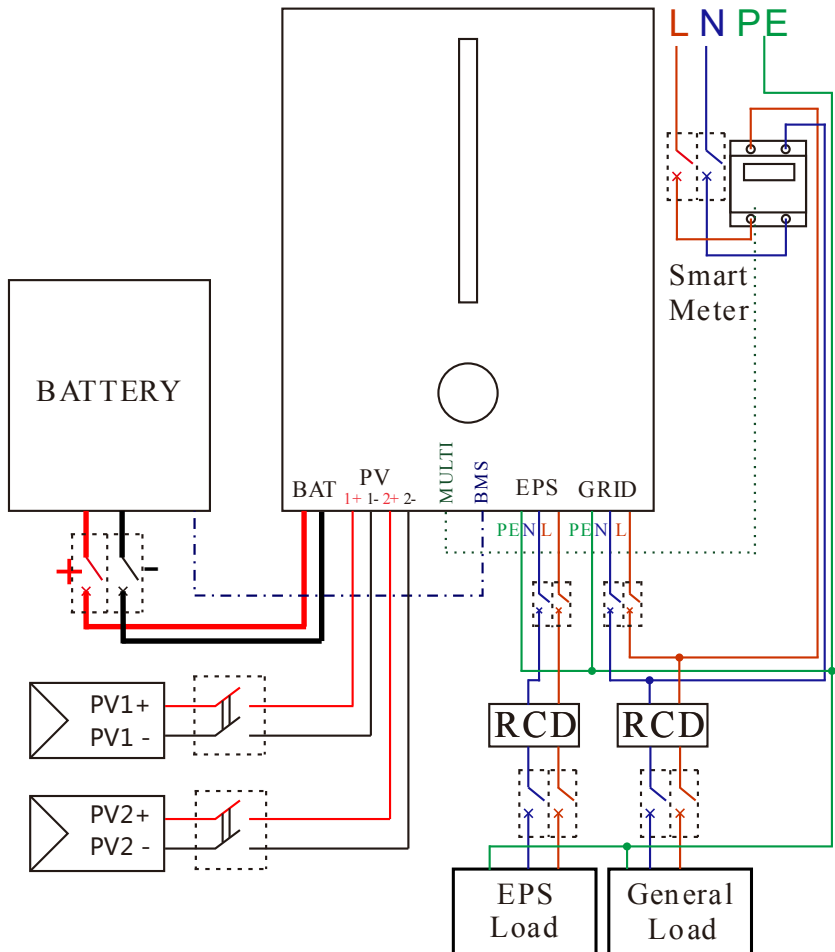 L N PE
Smart
Meter
BATTERY
MULTI
BMS
BAT
PV
1+ 1- 2+ 2-
EPS
GRID
PE N L
PE N L
+
-
PV1+
PV1 -
PV2+
PV2 -
RCD
RCD
EPS
Load
General
Load